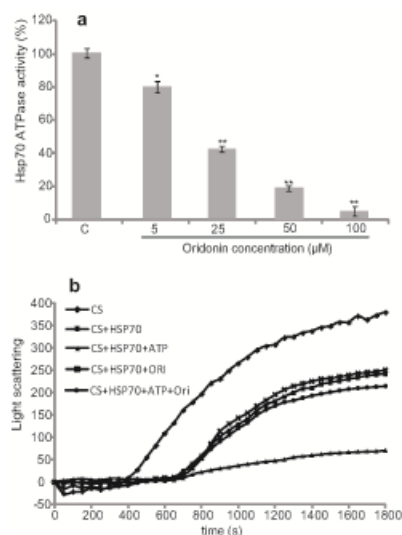 a
Hsp70 ATPase activity (%)
120
100
80
60
40
20
0
*
**
**
**
C
5
25
50
100
Oridonin concentration (µM)
b
Light scattering
400
350
300
250
200
150
100
50
0
-50
CS
CS+HSP70
CS+HSP70+ATP
CS+HSP70+ORI
CS+HSP70+ATP+Ori
0 200 400 600 800 1000 1200 1400 1600 1800
time (s)